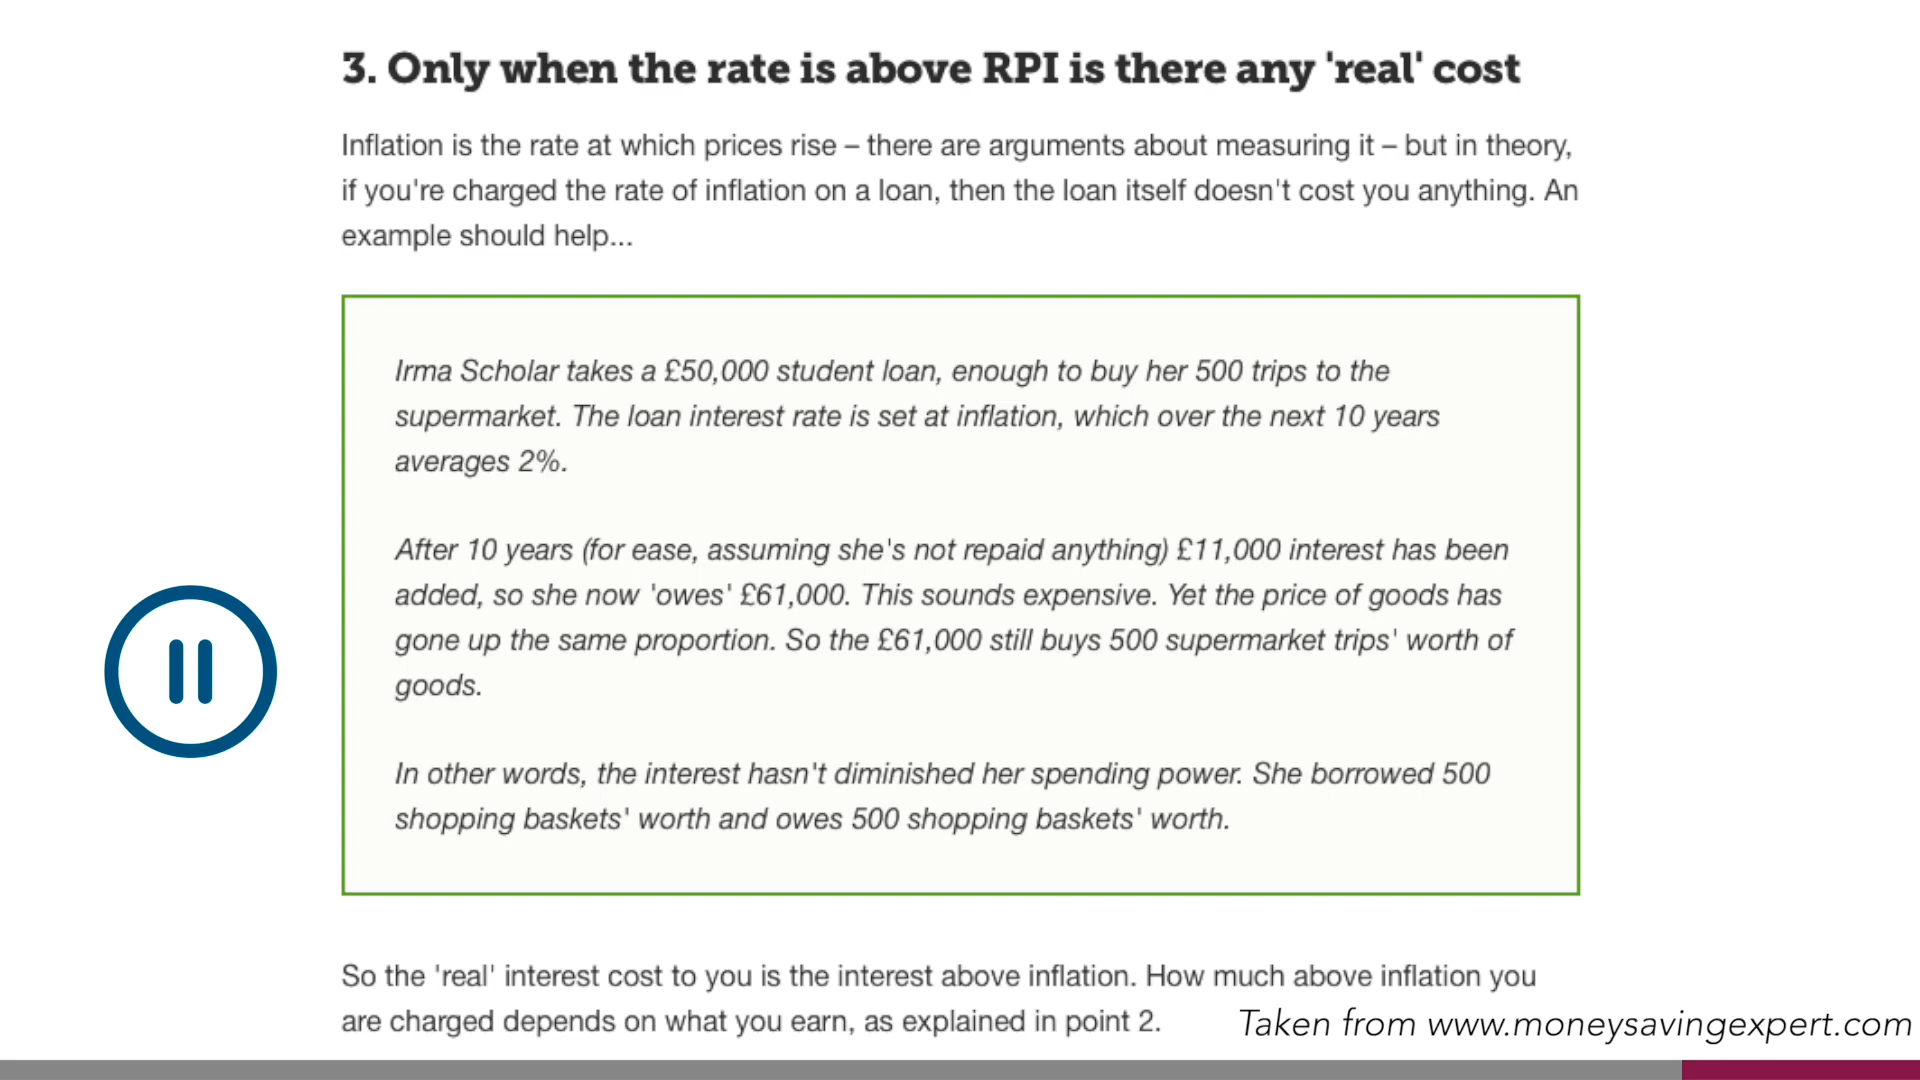 3. Only when the rate is above RPI is there any 'real' cost
Inflation is the rate at which prices rise – there are arguments about measuring it – but in theory,
if you're charged the rate of inflation on a loan, then the loan itself doesn't cost you anything. An
example should help...
Irma Scholar takes a £50,000 student loan, enough to buy her 500 trips to the
supermarket. The loan interest rate is set at inflation, which over the next 10 years
averages 2%.
After 10 years (for ease, assuming she's not repaid anything) £11,000 interest has been
added, so she now 'owes' £61,000. This sounds expensive. Yet the price of goods has
gone up the same proportion. So the £61,000 still buys 500 supermarket trips' worth of
goods.
In other words, the interest hasn't diminished her spending power. She borrowed 500
shopping baskets' worth and owes 500 shopping baskets' worth.
So the 'real' interest cost to you is the interest above inflation. How much above inflation you
are charged depends on what you earn, as explained in point 2.
Taken from www.moneysavingexpert.com